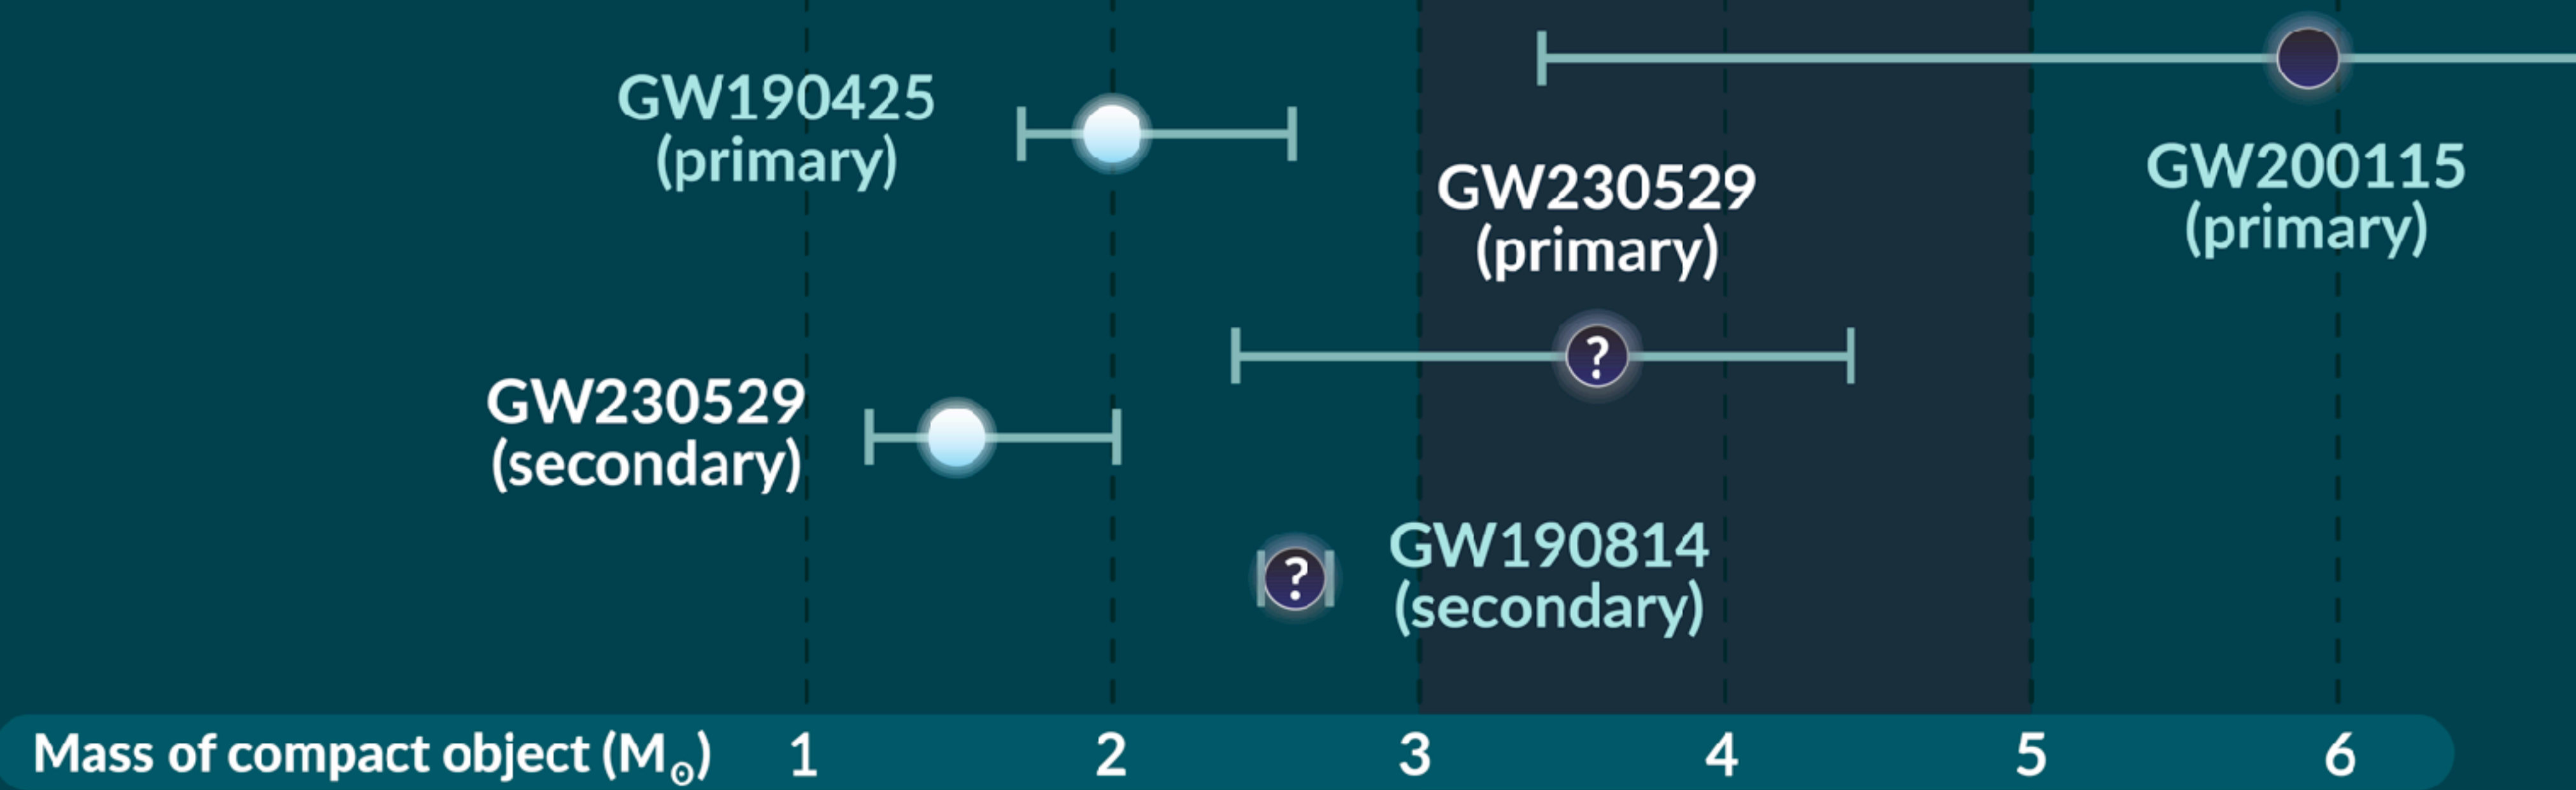 GW190425
(primary)
GW200115
(primary)
GW230529
(primary)
?
GW230529
(secondary)
GW190814
(secondary)
?
Mass of compact object (M☉) 1 2 3 4 5 6